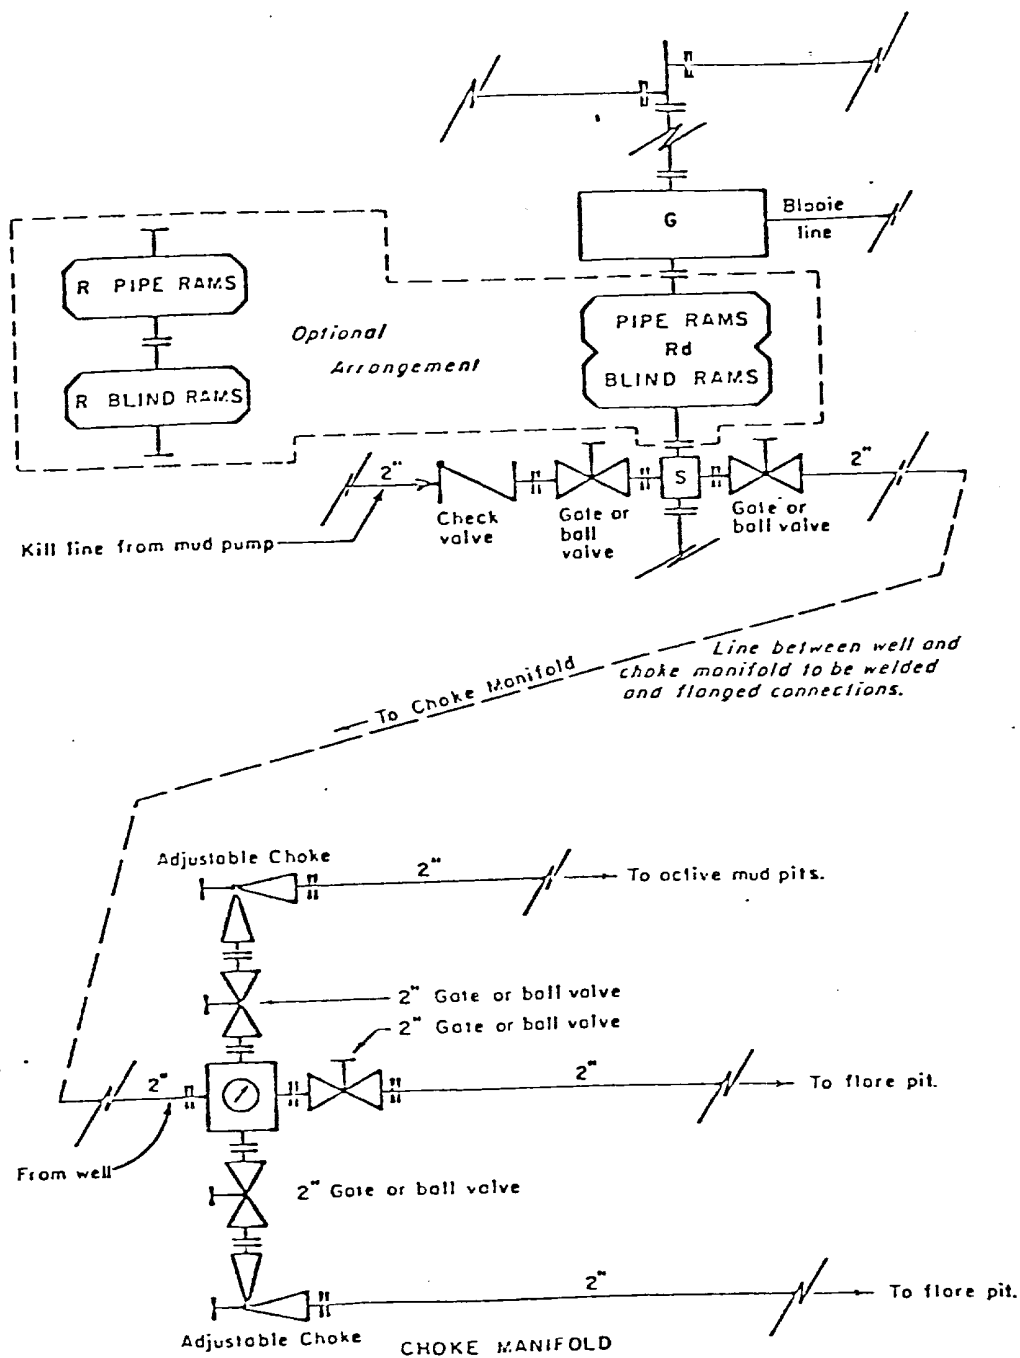 G
Blooie
line
R PIPE RAMS
R BLIND RAMS
Optional
Arrangement
PIPE RAMS
Rd
BLIND RAMS
2"
S
2"
Check
valve
Gate or
ball
valve
Gate or
ball valve
Kill line from mud pump
Line between well and
choke manifold to be welded
and flanged connections.
To Choke Manifold
Adjustable Choke
2"
To active mud pits.
2" Gate or ball valve
2" Gate or ball valve
2"
2"
To flare pit.
From well
2" Gate or ball valve
2"
To flare pit.
Adjustable Choke
CHOKE MANIFOLD